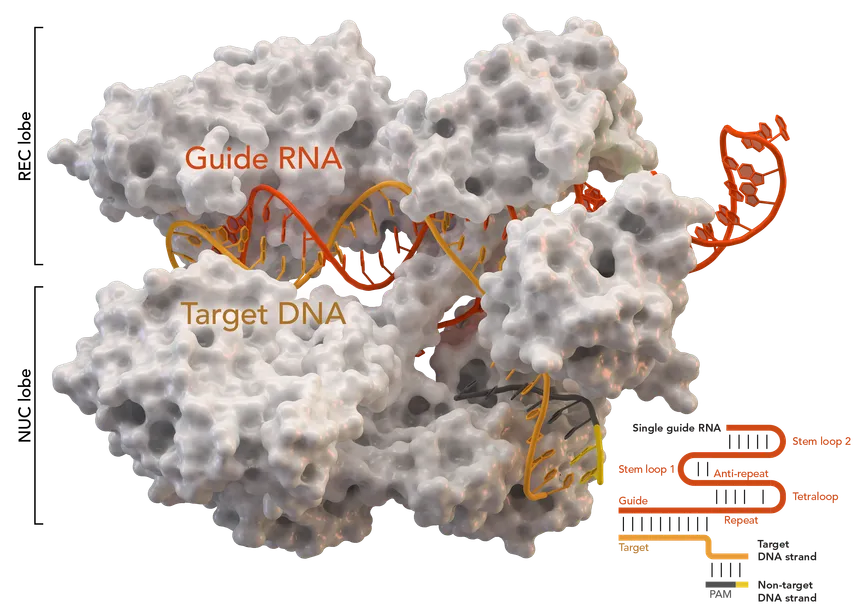 REC lobe
Guide RNA
Target DNA
NUC lobe
Single guide RNA
Stem loop 2
Stem loop 1
Anti-repeat
Tetraloop
Guide
Repeat
Target
Target
DNA strand
PAM
Non-target
DNA strand